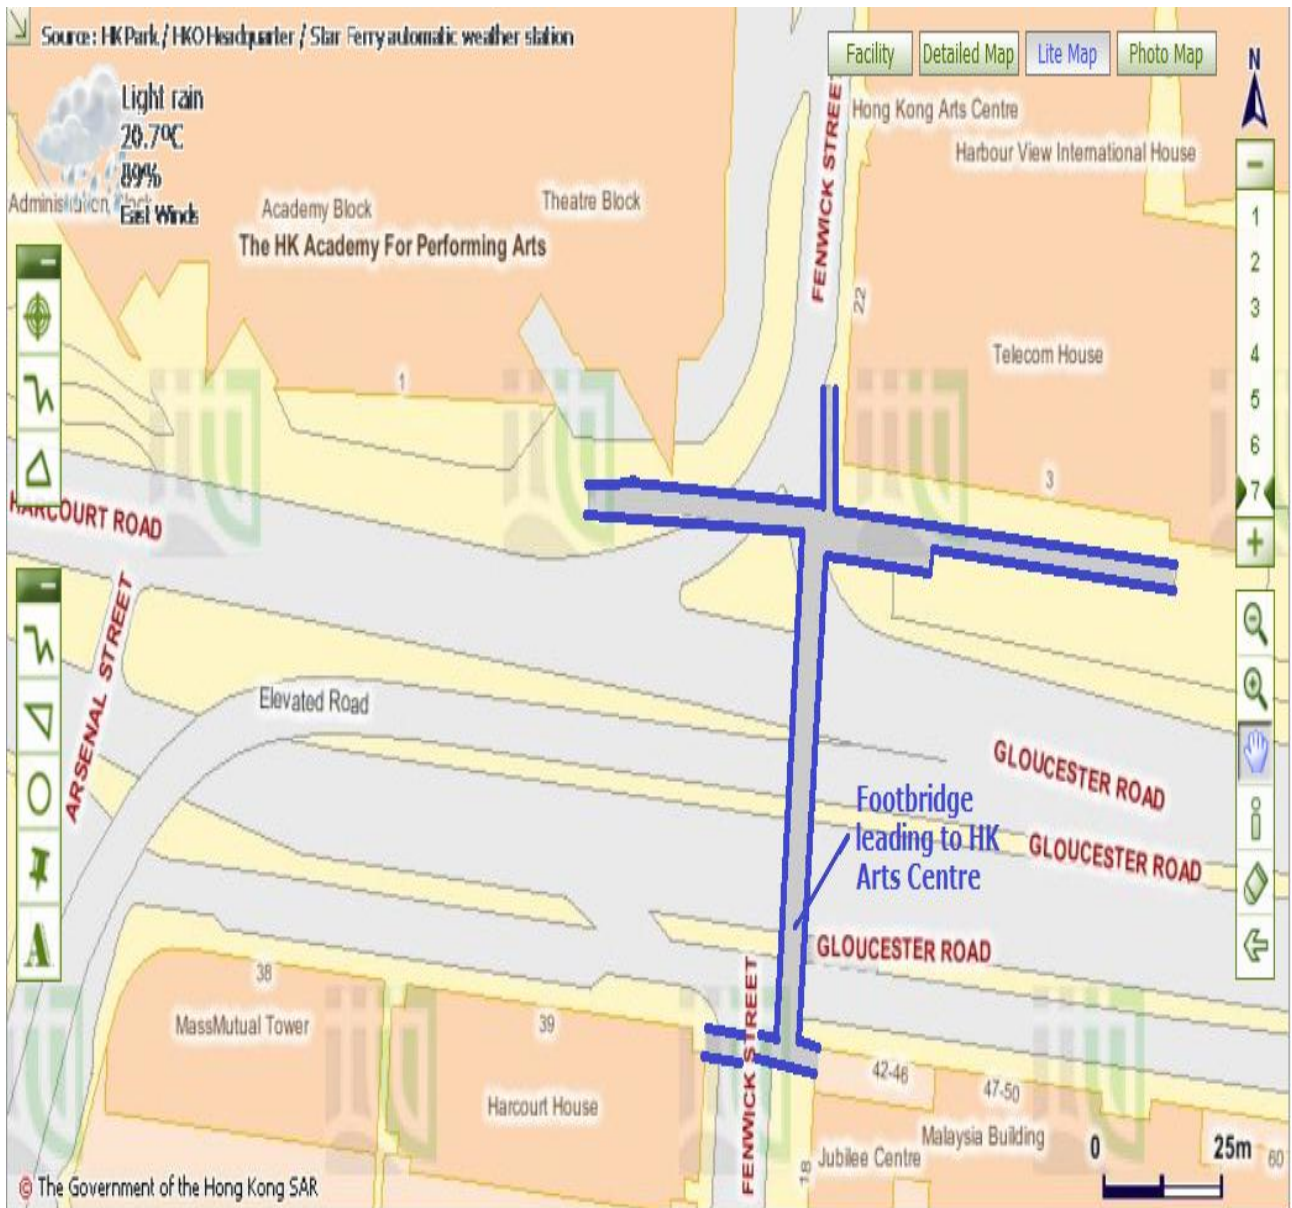 Source: HK Park / HKO Headquarter / Star Ferry automatic weather station
Facility
Detailed Map
Lite Map
Photo Map
N
Light rain
20.7ºC
89%
East Winds
Hong Kong Arts Centre
Harbour View International House
FENWICK STREET
Academy Block
Theatre Block
The HK Academy For Performing Arts
22
Telecom House
1
3
1
2
3
4
5
6
7
HARCOURT ROAD
ARSENAL STREET
Elevated Road
GLOUCESTER ROAD
Footbridge
leading to HK
Arts Centre
GLOUCESTER ROAD
GLOUCESTER ROAD
38
MassMutual Tower
39
Harcourt House
FENWICK STREET
42-46
47-50
Malaysia Building
Jubilee Centre
18
60
0
25m
A
© The Government of the Hong Kong SAR